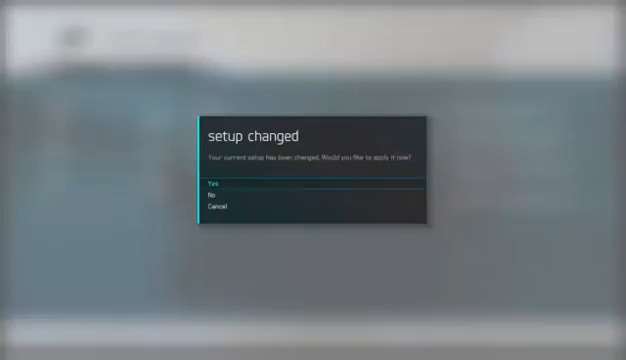 setup changed
Your current setup has been changed. Would you like to apply it now?
Yes
No
Cancel